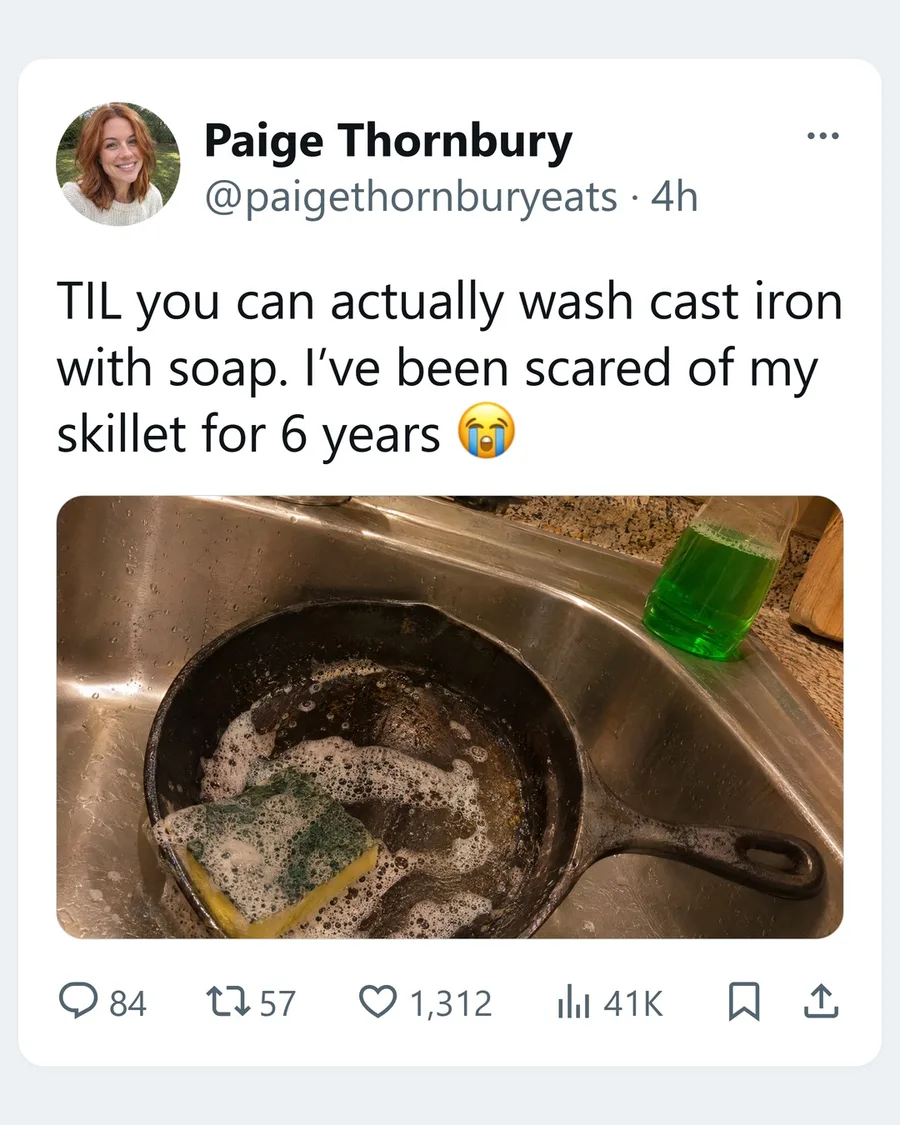 Paige Thornbury
@paigethornburyeats · 4h
TIL you can actually wash cast iron
with soap. I’ve been scared of my
skillet for 6 years 😭
84 57 1,312 41K